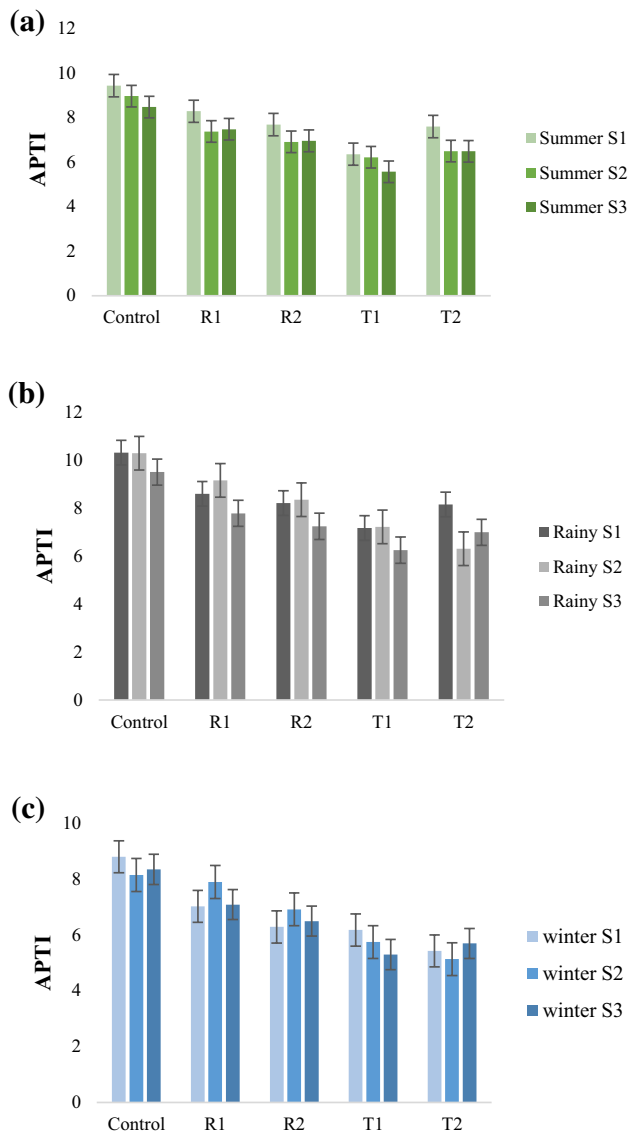 (a)
12
10
8
6
4
2
0
APTI
Control R1 R2 T1 T2
Summer S1
Summer S2
Summer S3
(b)
12
10
8
6
4
2
0
APTI
Control R1 R2 T1 T2
Rainy S1
Rainy S2
Rainy S3
(c)
10
8
6
4
2
0
APTI
Control R1 R2 T1 T2
winter S1
winter S2
winter S3